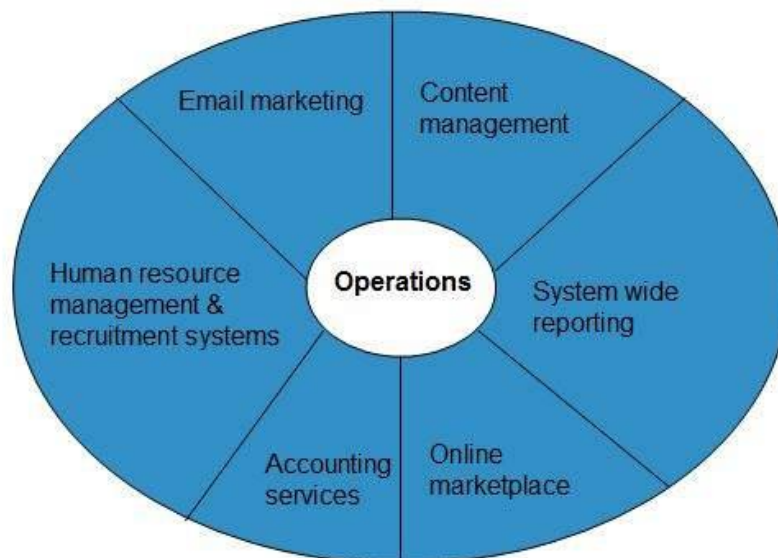 Email marketing
Content
management
Human resource
management &
recruitment systems
Operations
System wide
reporting
Accounting
services
Online
marketplace